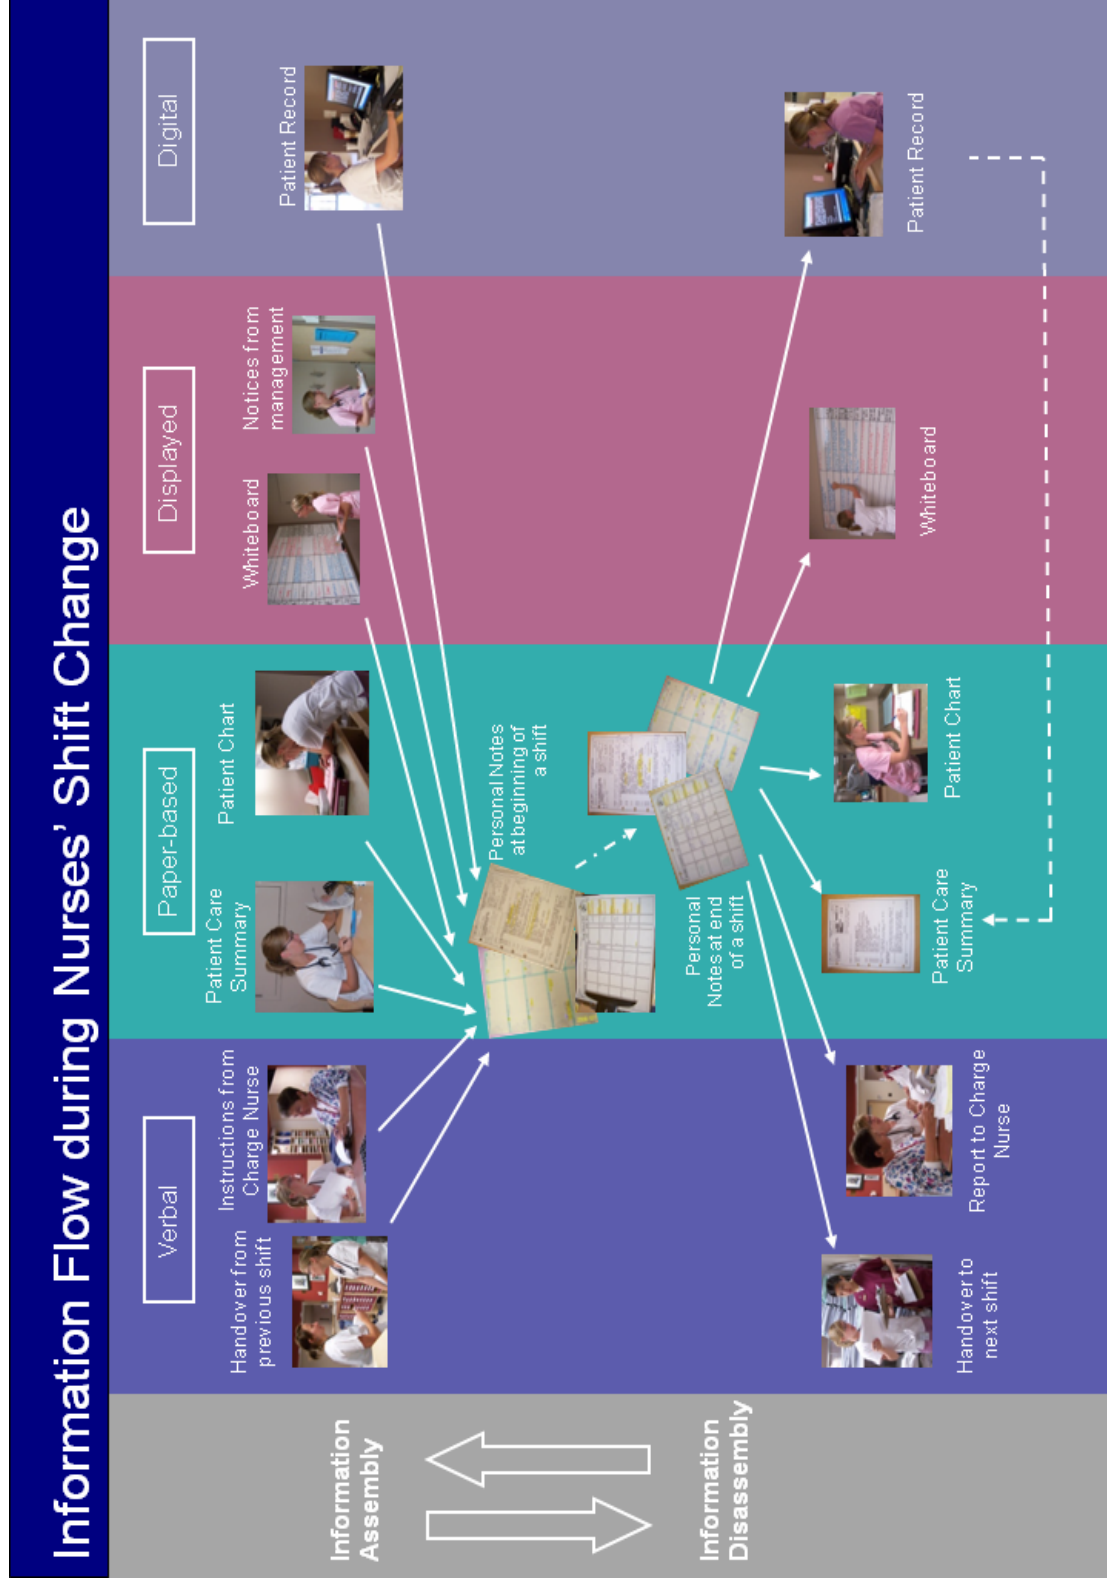 Information Flow during Nurses' Shift Change
Verbal
Paper-based
Displayed
Digital
Information
Assembly
Handover from
previous shift
Instructions from
Charge Nurse
Patient Care
Summary
Patient Chart
Whiteboard
Notices from
management
Patient Record
Personal Notes
at beginning of
a shift
Personal
Notes at end
of a shift
Information
Disassembly
Handover to
next shift
Report to Charge
Nurse
Patient Care
Summary
Patient Chart
Whiteboard
Patient Record